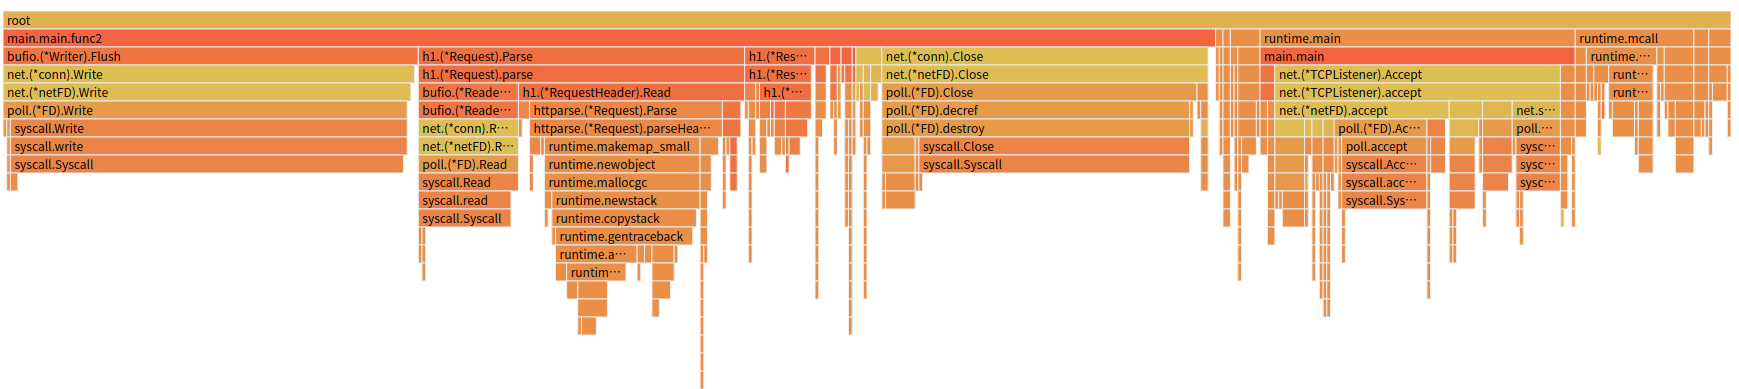 root
main.main.func2 runtime.main runtime.mcall
bufio.(*Writer).Flush h1.(*Request).Parse h1.(*Res··· net.(*conn).Close main.main runtime.···
net.(*conn).Write h1.(*Request).parse h1.(*Res··· net.(*netFD).Close net.(*TCPListener).Accept runt···
net.(*netFD).Write bufio.(*Reade··· h1.(*RequestHeader).Read h1.(*··· poll.(*FD).Close net.(*TCPListener).accept runt···
poll.(*FD).Write bufio.(*Reade··· httparse.(*Request).Parse poll.(*FD).decref net.(*netFD).accept net.s···
syscall.Write net.(*conn).R··· httparse.(*Request).parseHea··· poll.(*FD).destroy poll.(*FD).Ac··· poll.···
syscall.write net.(*netFD).R··· runtime.makemap_small syscall.Close poll.accept sysc···
syscall.Syscall poll.(*FD).Read runtime.newobject syscall.Syscall syscall.Acc··· sysc···
syscall.Read runtime.mallocgc syscall.acc··· sysc···
syscall.read runtime.newstack syscall.Sys···
syscall.Syscall runtime.copystack
runtime.gentraceback
runtime.a···
runtim···